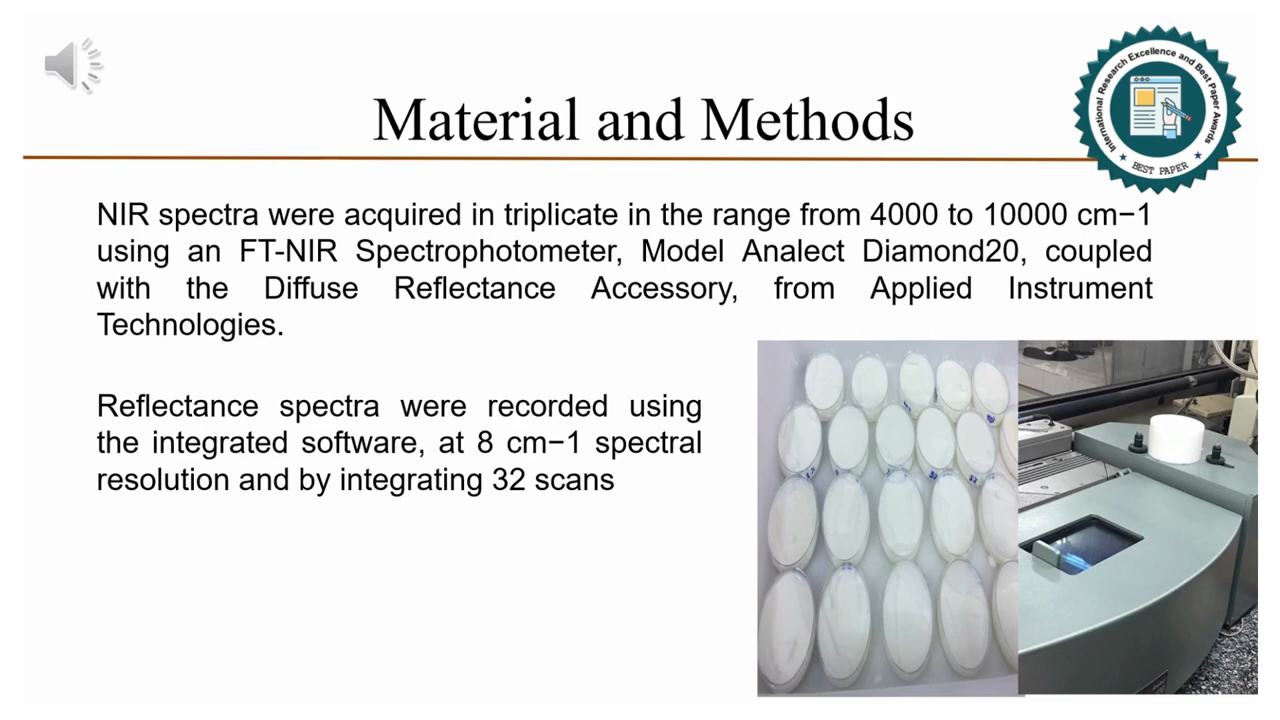 International Research Excellence and Best Paper Awards
BEST PAPER
Material and Methods
NIR spectra were acquired in triplicate in the range from 4000 to 10000 cm−1
using an FT-NIR Spectrophotometer, Model Analect Diamond20, coupled
with the Diffuse Reflectance Accessory, from Applied Instrument
Technologies.
Reflectance spectra were recorded using
the integrated software, at 8 cm−1 spectral
resolution and by integrating 32 scans